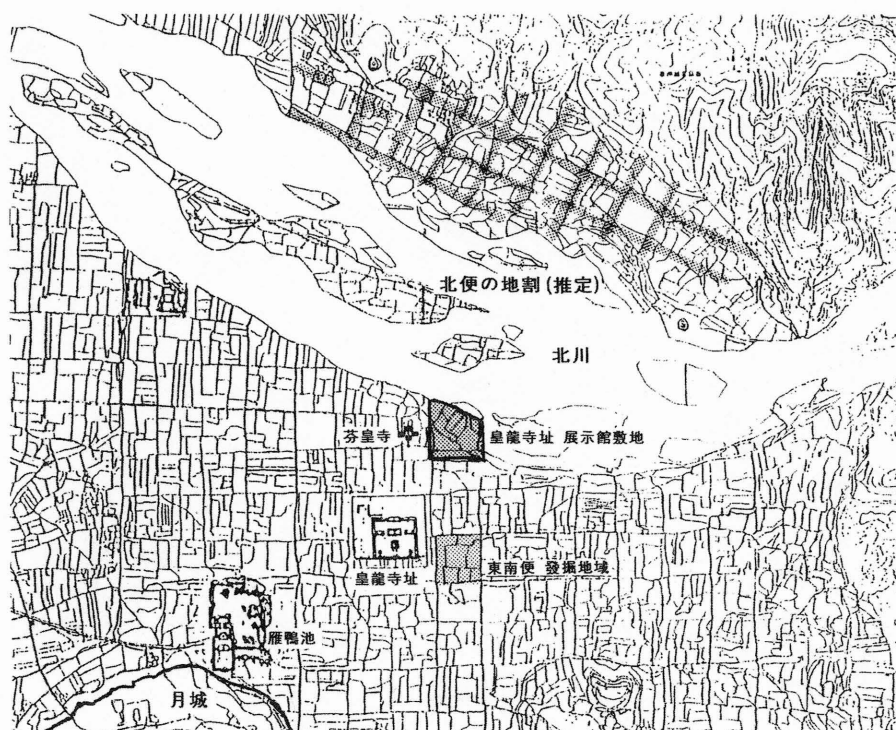 北便の地割(推定)
北川
芬皇寺
皇龍寺址 展示館敷地
皇龍寺址
東南便 發掘地域
雁鴨池
月城